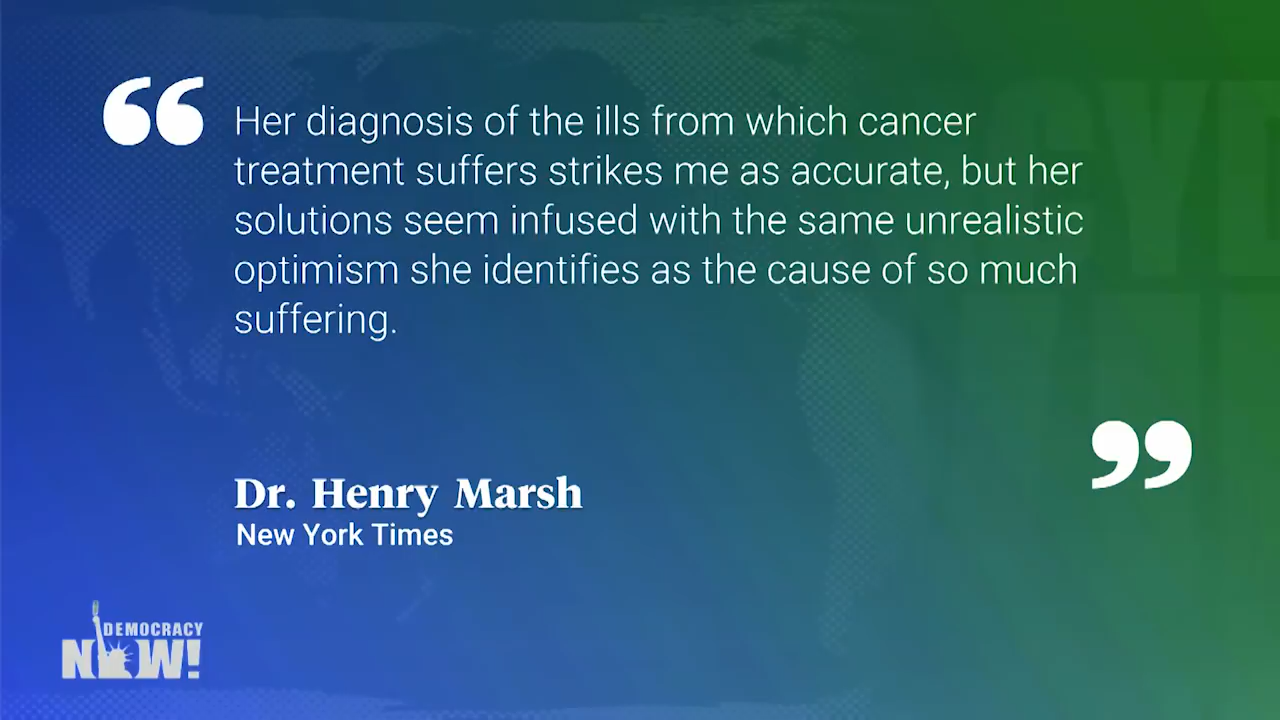 “
Her diagnosis of the ills from which cancer
treatment suffers strikes me as accurate, but her
solutions seem infused with the same unrealistic
optimism she identifies as the cause of so much
suffering.
”
Dr. Henry Marsh
New York Times
DEMOCRACY
NOW!